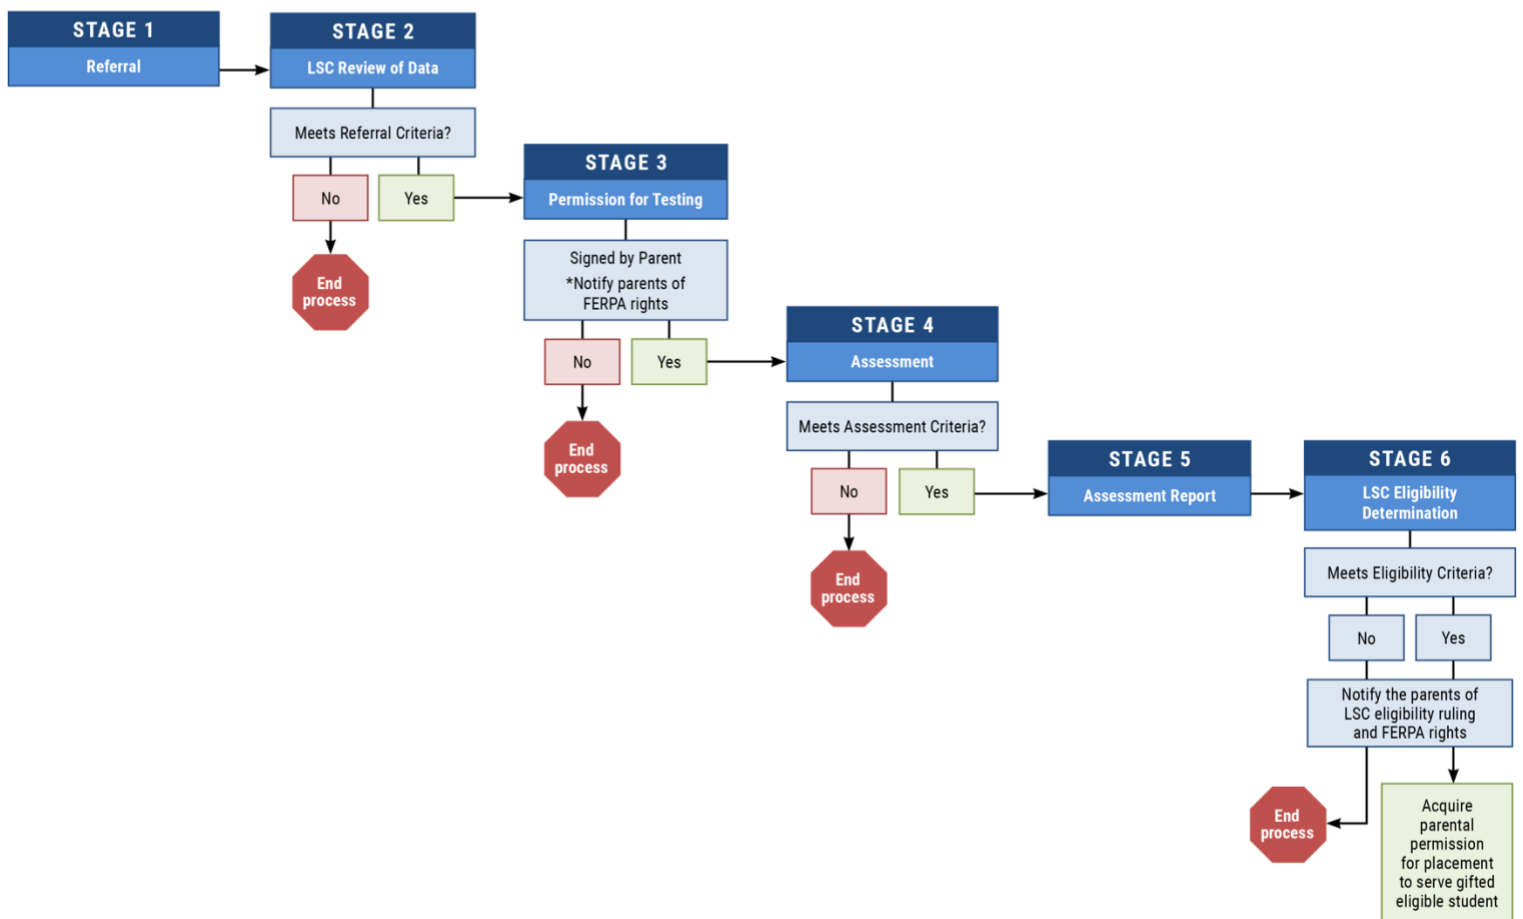 STAGE 1
Referral
STAGE 2
LSC Review of Data
Meets Referral Criteria?
No
Yes
End
process
STAGE 3
Permission for Testing
Signed by Parent
*Notify parents of
FERPA rights
No
Yes
End
process
STAGE 4
Assessment
Meets Assessment Criteria?
No
Yes
End
process
STAGE 5
Assessment Report
STAGE 6
LSC Eligibility
Determination
Meets Eligibility Criteria?
No
Yes
Notify the parents of
LSC eligibility ruling
and FERPA rights
End
process
Acquire
parental
permission
for placement
to serve gifted
eligible student